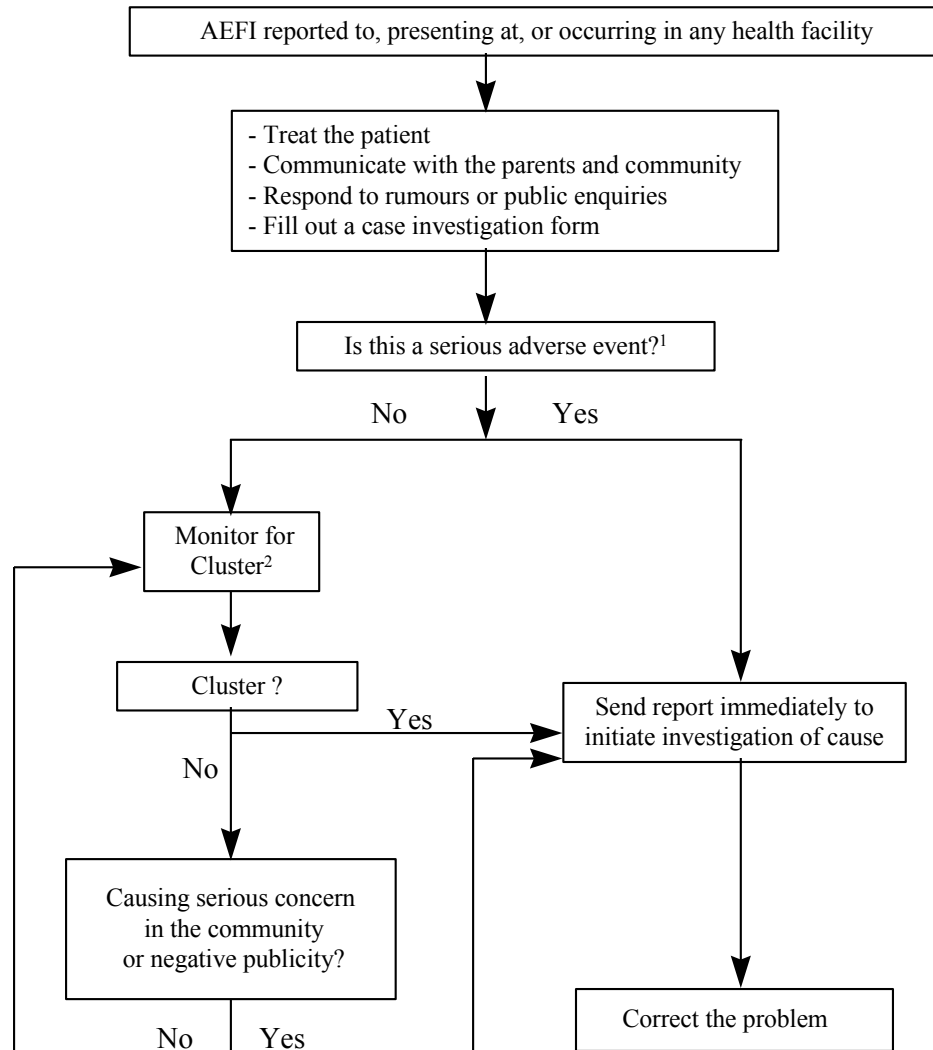 AEFI reported to, presenting at, or occurring in any health facility
- Treat the patient
- Communicate with the parents and community
- Respond to rumours or public enquiries
- Fill out a case investigation form
Is this a serious adverse event?¹
No
Yes
Monitor for
Cluster²
Cluster ?
Yes
No
Send report immediately to
initiate investigation of cause
Causing serious concern
in the community
or negative publicity?
No
Yes
Correct the problem